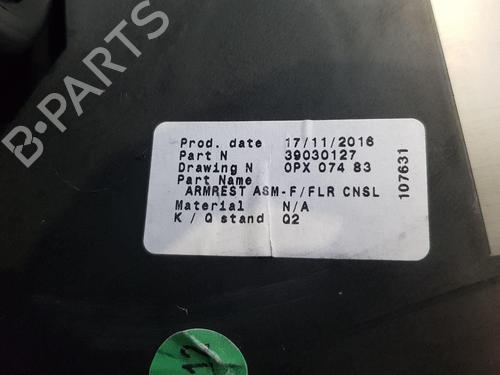 Prod. date 17/11/2016
Part N 39030127
Drawing N 0PX 074 83
Part Name
ARMREST ASM-F/FLR CNSL
Material N/A
K / Q stand Q2
107631
12
B-PARTS